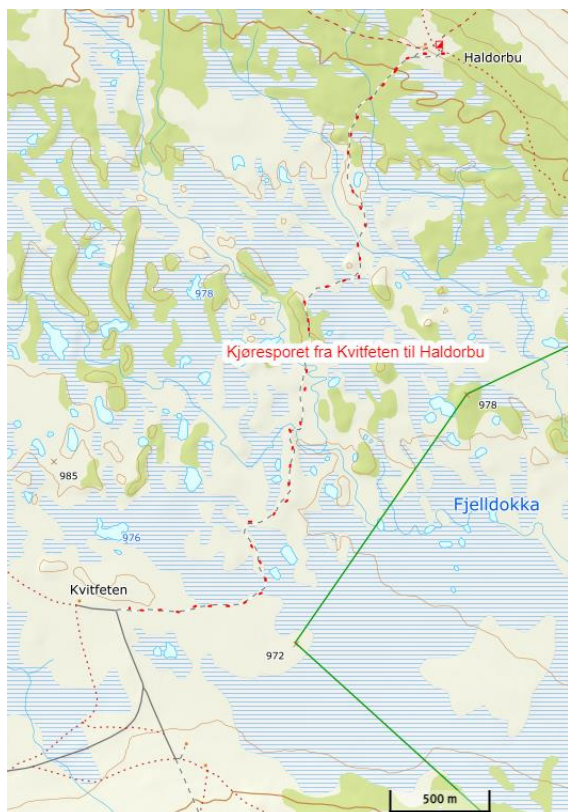 Haldorbu
978
Kjøresporet fra Kvitfeten til Haldorbu
978
985
Fjelldokka
976
Kvitfeten
972
500 m